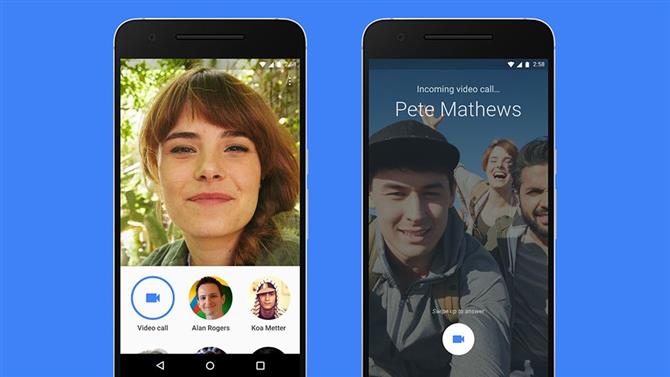 Video call
Alan Rogers
Koa Metter
2:58
Incoming video call...
Pete Mathews
Swipe up to answer